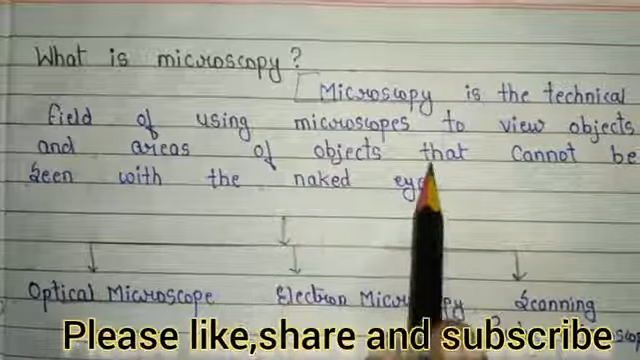 What is microscopy?
Microscopy is the technical
field of using microscopes to view objects
and areas of objects that cannot be
seen with the naked
Optical Microscope Electron Scanning
Please like,share and subscribe